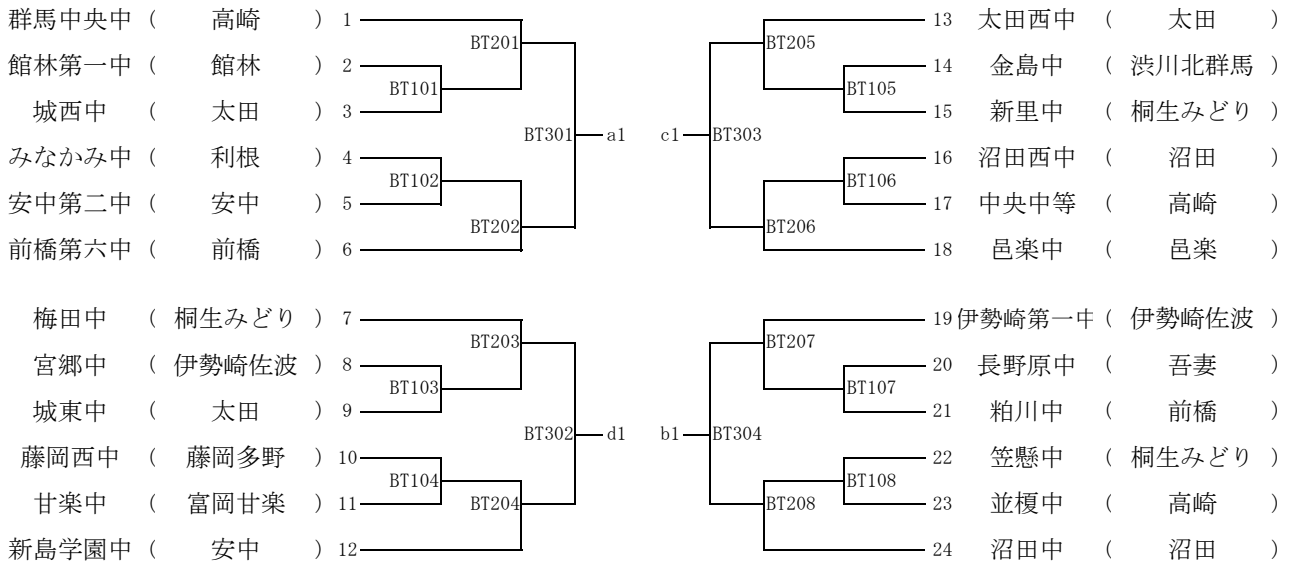 群馬中央中 ( 高崎 ) 1 13 太田西中 ( 太田 )
BT201 BT205
館林第一中 ( 館林 ) 2 14 金島中 ( 渋川北群馬 )
BT101 BT105
城西中 ( 太田 ) 3 15 新里中 ( 桐生みどり )
BT301 a1 c1 BT303
みなかみ中 ( 利根 ) 4 16 沼田西中 ( 沼田 )
BT102 BT106
安中第二中 ( 安中 ) 5 17 中央中等 ( 高崎 )
BT202 BT206
前橋第六中 ( 前橋 ) 6 18 邑楽中 ( 邑楽 )
梅田中 ( 桐生みどり ) 7 19 伊勢崎第一中 ( 伊勢崎佐波 )
BT203 BT207
宮郷中 ( 伊勢崎佐波 ) 8 20 長野原中 ( 吾妻 )
BT103 BT107
城東中 ( 太田 ) 9 21 粕川中 ( 前橋 )
BT302 d1 b1 BT304
藤岡西中 ( 藤岡多野 ) 10 22 笠懸中 ( 桐生みどり )
BT104 BT108
甘楽中 ( 富岡甘楽 ) 11 BT204 BT208 23 並榎中 ( 高崎 )
新島学園中 ( 安中 ) 12 24 沼田中 ( 沼田 )